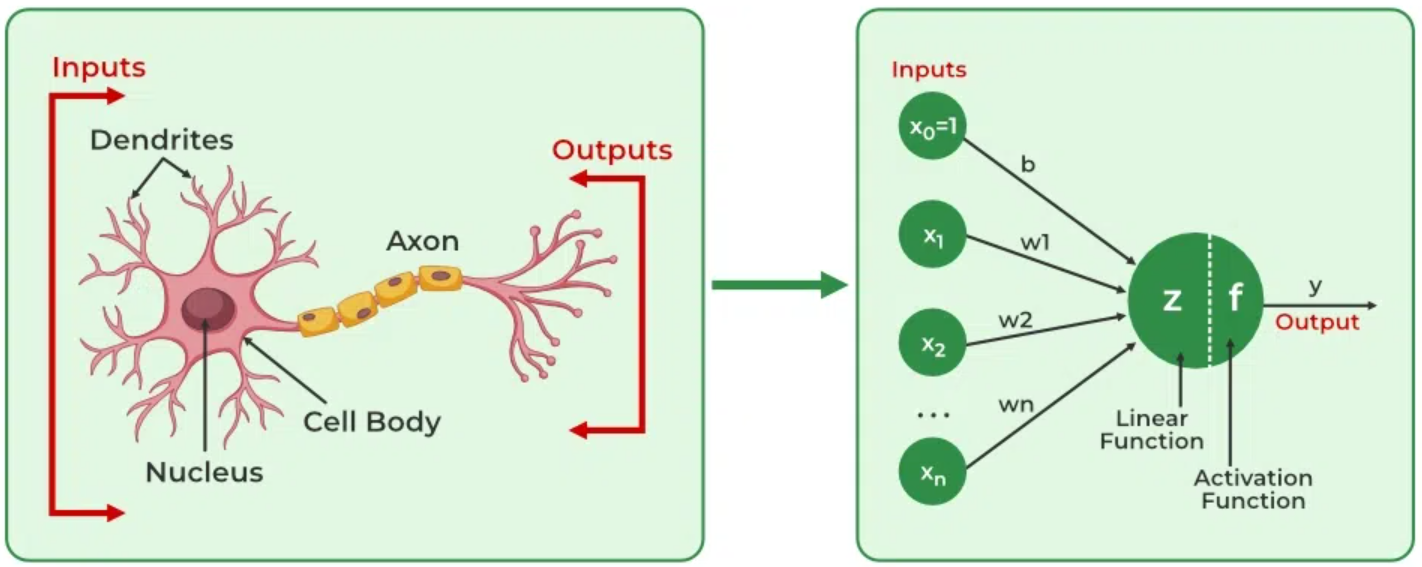 Inputs
Dendrites
Outputs
Axon
Cell Body
Nucleus
Inputs
x₀=1
b
x₁
w1
x₂
w2
...
wn
xₙ
z
f
y
Output
Linear
Function
Activation
Function